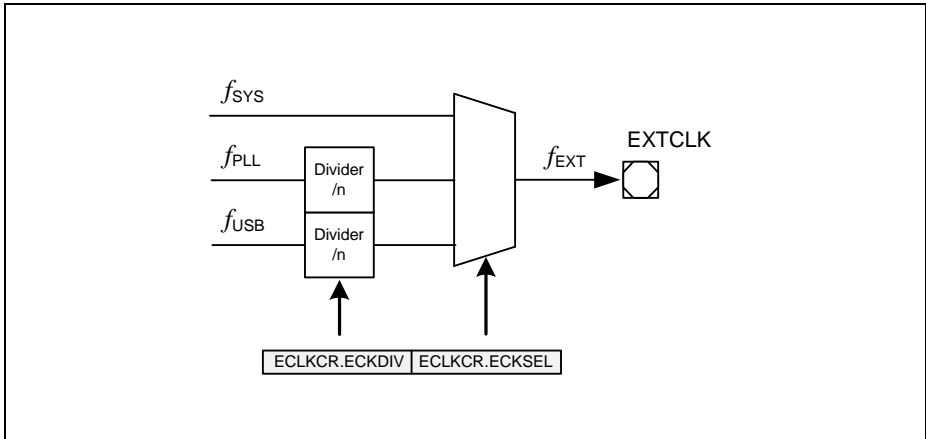 fSYS
fPLL
Divider
/n
fUSB
Divider
/n
fEXT
EXTCLK
ECLKCR.ECKDIV
ECLKCR.ECKSEL